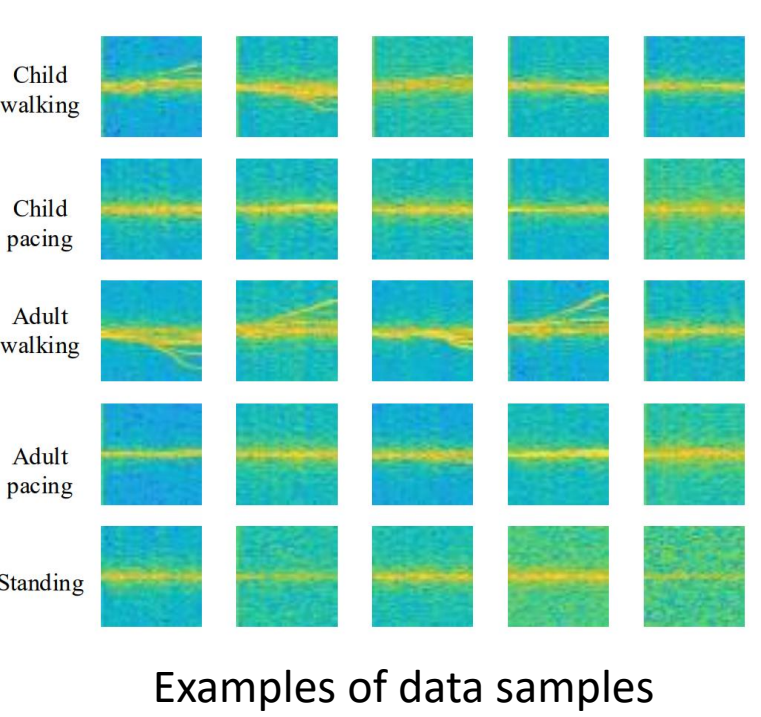 Child
walking
Child
pacing
Adult
walking
Adult
pacing
Standing
Examples of data samples